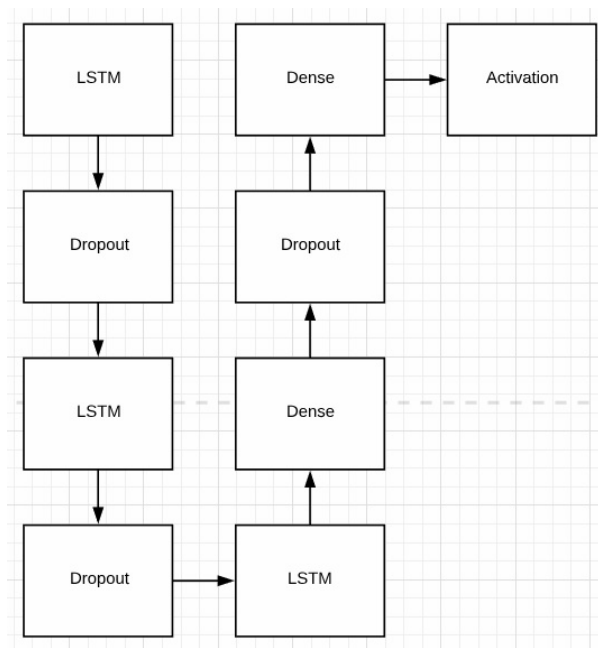 LSTM
Dropout
LSTM
Dropout
LSTM
Dense
Dropout
Dense
Activation